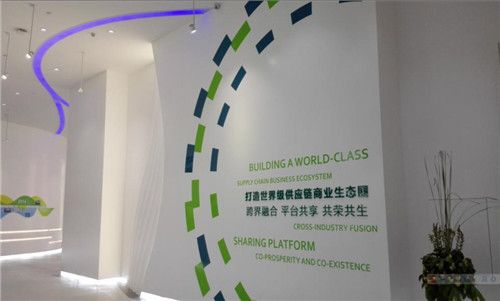 BUILDING A WORLD-CLASS
SUPPLY CHAIN BUSINESS ECOSYSTEM
打造世界级供应链商业生态圈
跨界融合 平台共享 共荣共生
CROSS-INDUSTRY FUSION
SHARING PLATFORM
CO-PROSPERITY AND CO-EXISTENCE